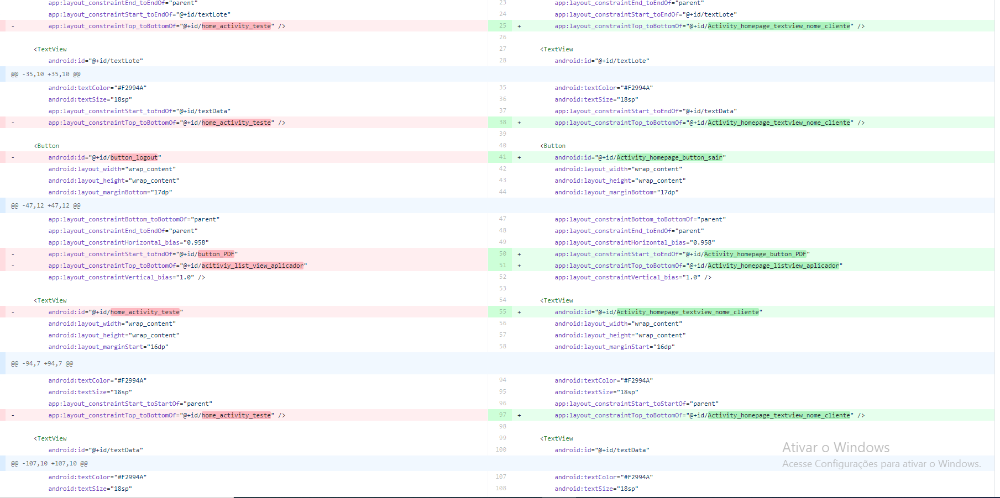 app:layout_constraintEnd_toEndOf="parent"
app:layout_constraintStart_toEndOf="@+id/textLote"
- app:layout_constraintTop_toBottomOf="@+id/home_activity_teste" />
<TextView
android:id="@+id/textLote"
@@ -35,10 +35,10 @@
android:textColor="#F2994A"
android:textSize="18sp"
app:layout_constraintStart_toEndOf="@+id/textData"
- app:layout_constraintTop_toBottomOf="@+id/home_activity_teste" />
<Button
- android:id="@+id/button_logout"
android:layout_width="wrap_content"
android:layout_height="wrap_content"
android:layout_marginBottom="17dp"
@@ -47,12 +47,12 @@
app:layout_constraintBottom_toBottomOf="parent"
app:layout_constraintEnd_toEndOf="parent"
app:layout_constraintHorizontal_bias="0.958"
- app:layout_constraintStart_toEndOf="@+id/button_PDF"
- app:layout_constraintTop_toBottomOf="@+id/acitiviy_list_view_aplicador"
app:layout_constraintVertical_bias="1.0" />
<TextView
- android:id="@+id/home_activity_teste"
android:layout_width="wrap_content"
android:layout_height="wrap_content"
android:layout_marginStart="16dp"
@@ -94,7 +94,7 @@
android:textColor="#F2994A"
android:textSize="18sp"
app:layout_constraintStart_toStartOf="parent"
- app:layout_constraintTop_toBottomOf="@+id/home_activity_teste" />
<TextView
android:id="@+id/textData"
@@ -107,10 +107,10 @@
android:textColor="#F2994A"
android:textSize="18sp"
23 app:layout_constraintEnd_toEndOf="parent"
24 app:layout_constraintStart_toEndOf="@+id/textLote"
25 + app:layout_constraintTop_toBottomOf="@+id/Activity_homepage_textview_nome_cliente" />
26
27 <TextView
28 android:id="@+id/textLote"
35 android:textColor="#F2994A"
36 android:textSize="18sp"
37 app:layout_constraintStart_toEndOf="@+id/textData"
38 + app:layout_constraintTop_toBottomOf="@+id/Activity_homepage_textview_nome_cliente" />
39
40 <Button
41 + android:id="@+id/Activity_homepage_button_sair"
42 android:layout_width="wrap_content"
43 android:layout_height="wrap_content"
44 android:layout_marginBottom="17dp"
47 app:layout_constraintBottom_toBottomOf="parent"
48 app:layout_constraintEnd_toEndOf="parent"
49 app:layout_constraintHorizontal_bias="0.958"
50 + app:layout_constraintStart_toEndOf="@+id/Activity_homepage_button_PDF"
51 + app:layout_constraintTop_toBottomOf="@+id/Activity_homepage_listview_aplicador"
52 app:layout_constraintVertical_bias="1.0" />
53
54 <TextView
55 + android:id="@+id/Activity_homepage_textview_nome_cliente"
56 android:layout_width="wrap_content"
57 android:layout_height="wrap_content"
58 android:layout_marginStart="16dp"
94 android:textColor="#F2994A"
95 android:textSize="18sp"
96 app:layout_constraintStart_toStartOf="parent"
97 + app:layout_constraintTop_toBottomOf="@+id/Activity_homepage_textview_nome_cliente" />
98
99 <TextView
100 android:id="@+id/textData"
107 android:textColor="#F2994A"
108 android:textSize="18sp"
Ativar o Windows
Acesse Configurações para ativar o Windows.